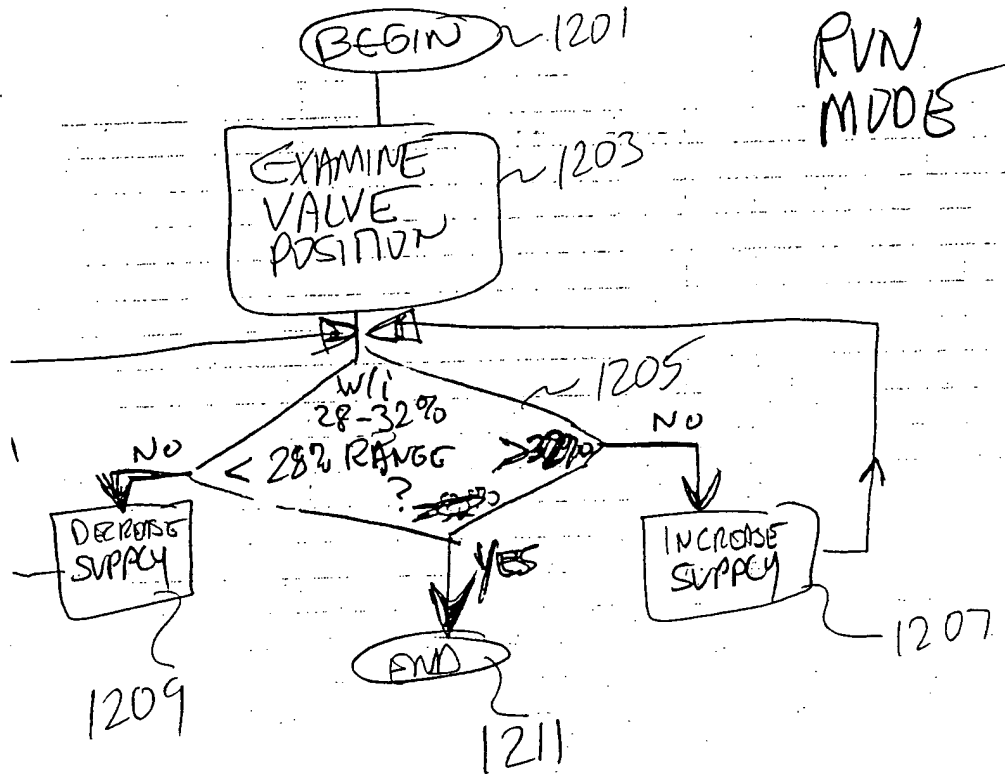 BEGIN 1201
RUN
MODE
EXAMINE
VALVE
POSITION
1203
W/i
28-32%
1205
NO
< 28% RANGE >32%
NO
?
DECREASE
SUPPLY
YES
INCREASE
SUPPLY
END
1207
1209
1211